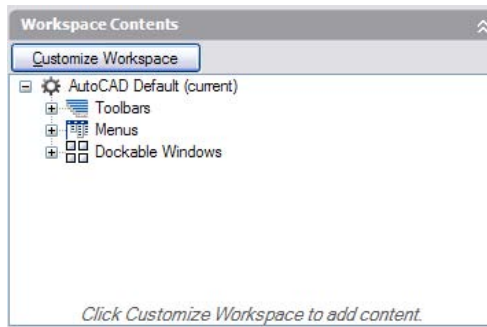 Workspace Contents
Customize Workspace
AutoCAD Default (current)
Toolbars
Menus
Dockable Windows
Click Customize Workspace to add content.